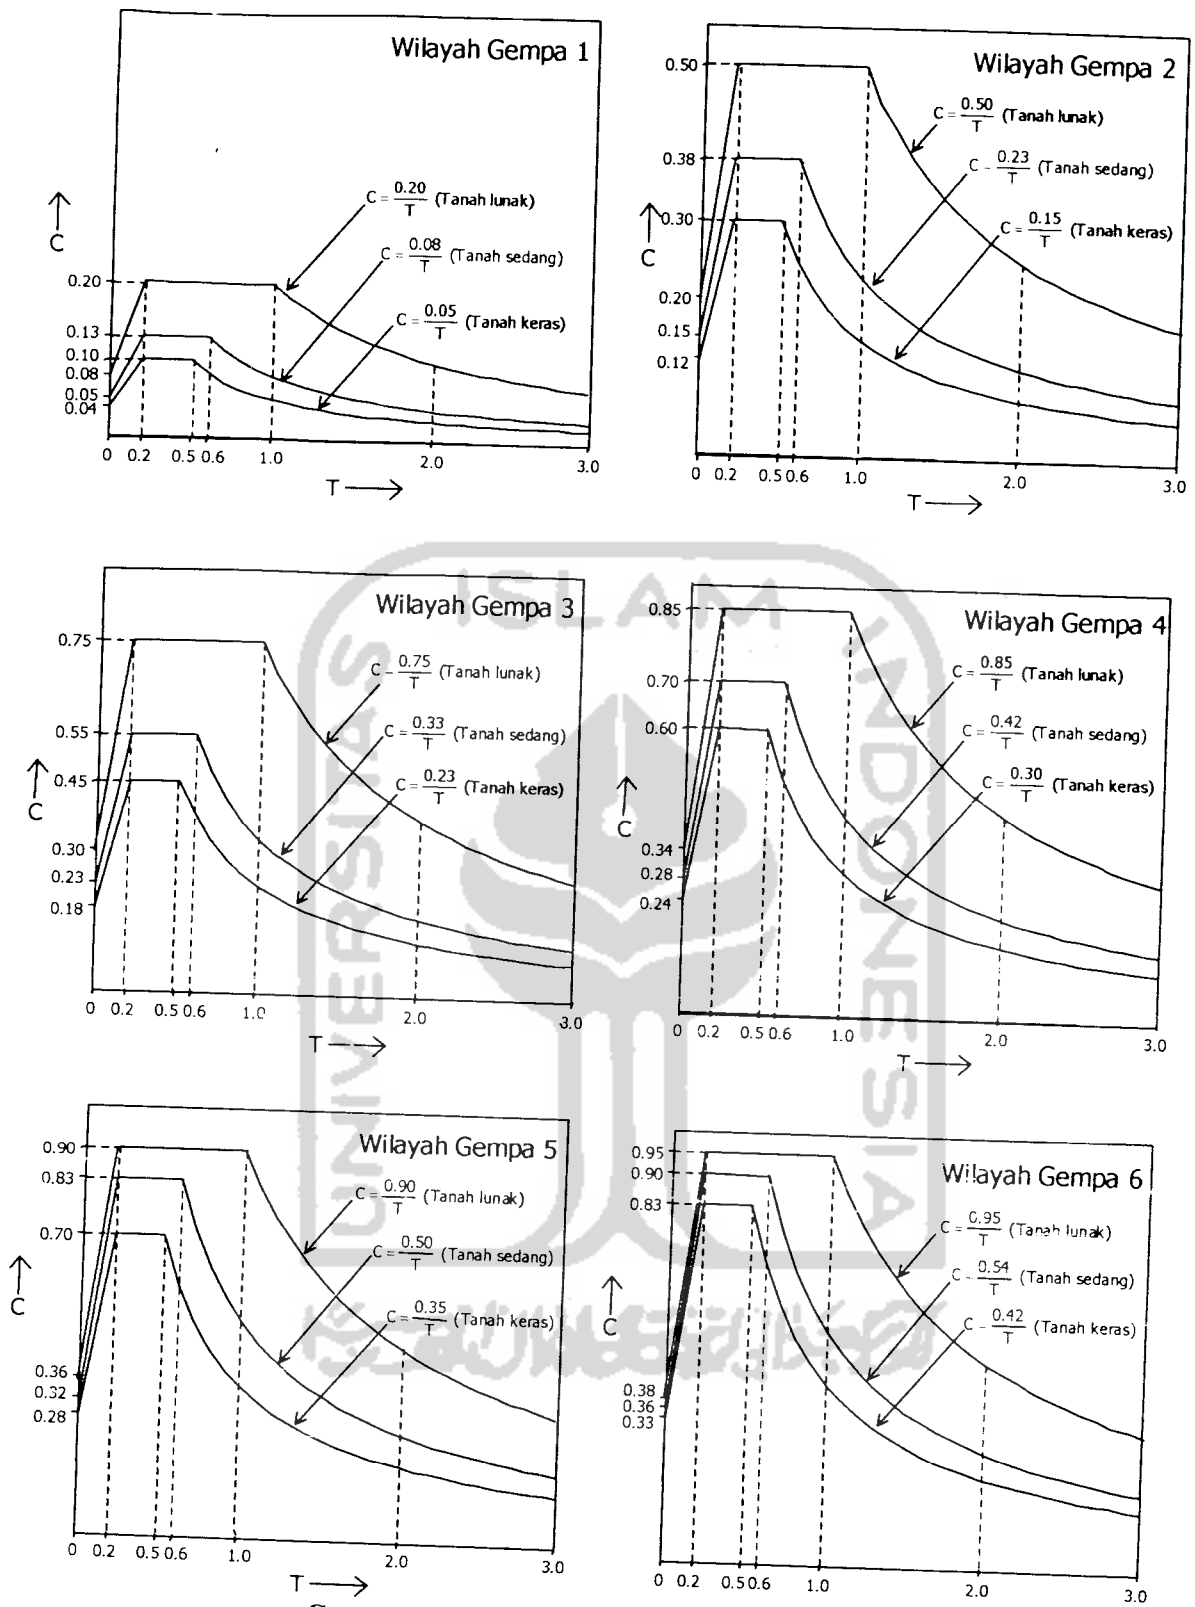 Wilayah Gempa 1
C = 0.20/T (Tanah lunak)
C = 0.08/T (Tanah sedang)
C = 0.05/T (Tanah keras)
C
0.20
0.13
0.10
0.08
0.05
0.04
0 0.2 0.5 0.6 1.0 2.0 3.0
T
Wilayah Gempa 2
C = 0.50/T (Tanah lunak)
C - 0.23/T (Tanah sedang)
C = 0.15/T (Tanah keras)
C
0.50
0.38
0.30
0.20
0.15
0.12
0 0.2 0.5 0.6 1.0 2.0 3.0
T
Wilayah Gempa 3
C - 0.75/T (Tanah lunak)
C = 0.33/T (Tanah sedang)
C = 0.23/T (Tanah keras)
C
0.75
0.55
0.45
0.30
0.23
0.18
0 0.2 0.5 0.6 1.0 2.0 3.0
T
Wilayah Gempa 4
C = 0.85/T (Tanah lunak)
C = 0.42/T (Tanah sedang)
C = 0.30/T (Tanah keras)
C
0.85
0.70
0.60
0.34
0.28
0.24
0 0.2 0.5 0.6 1.0 2.0 3.0
T
Wilayah Gempa 5
C = 0.90/T (Tanah lunak)
C = 0.50/T (Tanah sedang)
C = 0.35/T (Tanah keras)
C
0.90
0.83
0.70
0.36
0.32
0.28
0 0.2 0.5 0.6 1.0 2.0 3.0
T
Wilayah Gempa 6
C = 0.95/T (Tanah lunak)
C - 0.54/T (Tanah sedang)
C - 0.42/T (Tanah keras)
C
0.95
0.90
0.83
0.38
0.36
0.33
0 0.2 0.5 0.6 1.0 2.0 3.0
UNIVERSITAS
ISLAM
INDONESIA